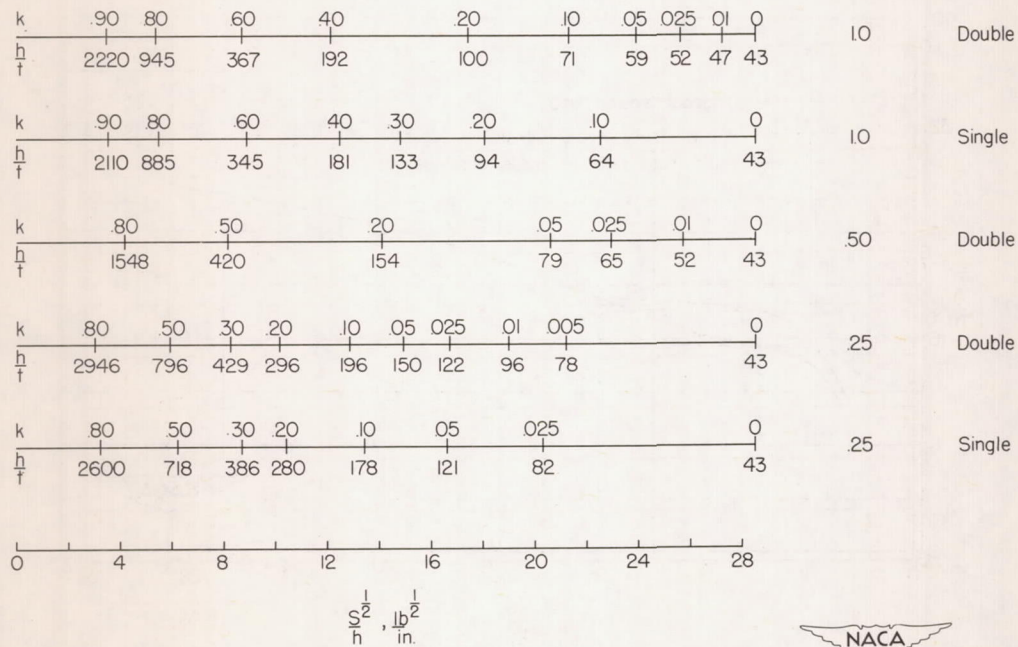 k .90 .80 .60 .40 .20 .10 .05 .025 .01 0 1.0 Double
h/t 2220 945 367 192 100 71 59 52 47 43
k .90 .80 .60 .40 .30 .20 .10 0 1.0 Single
h/t 2110 885 345 181 133 94 64 43
k .80 .50 .20 .05 .025 .01 0 .50 Double
h/t 1548 420 154 79 65 52 43
k .80 .50 .30 .20 .10 .05 .025 .01 .005 0 .25 Double
h/t 2946 796 429 296 196 150 122 96 78 43
k .80 .50 .30 .20 .10 .05 .025 0 .25 Single
h/t 2600 718 386 280 178 121 82 43
0 4 8 12 16 20 24 28
S^1/2/h , lb^1/2/in.
NACA